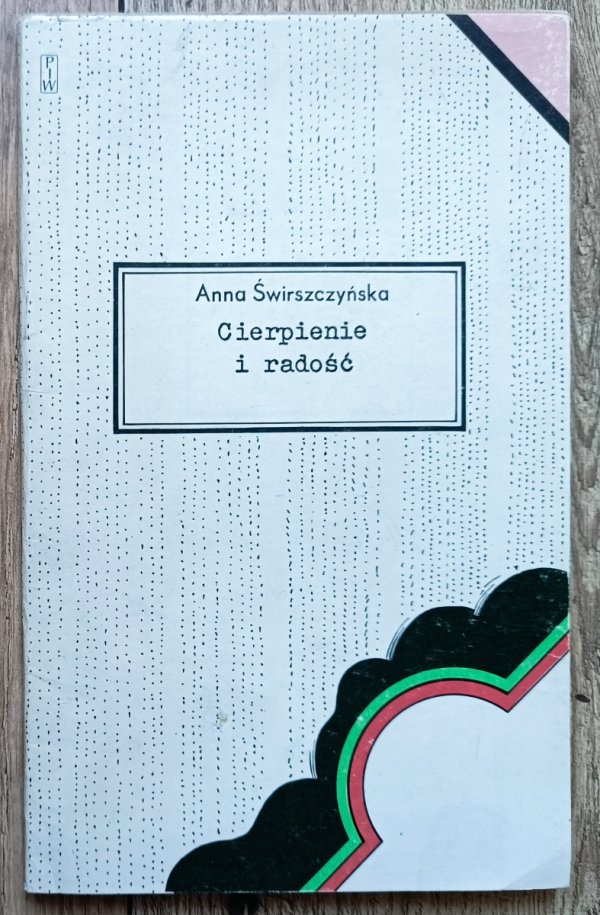 PIW
Anna Świrszczyńska
Cierpienie
i radość